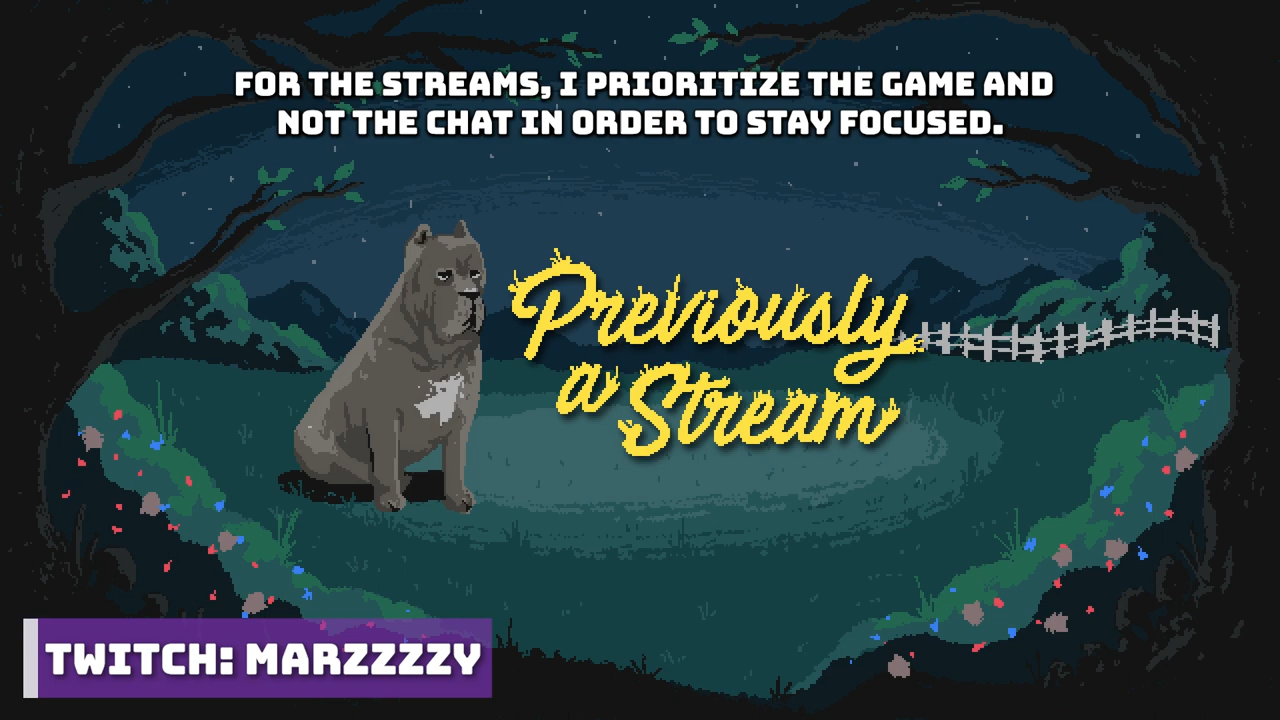 FOR THE STREAMS, I PRIORITIZE THE GAME AND
NOT THE CHAT IN ORDER TO STAY FOCUSED.
Previously
a Stream
TWITCH: MARZZZZY